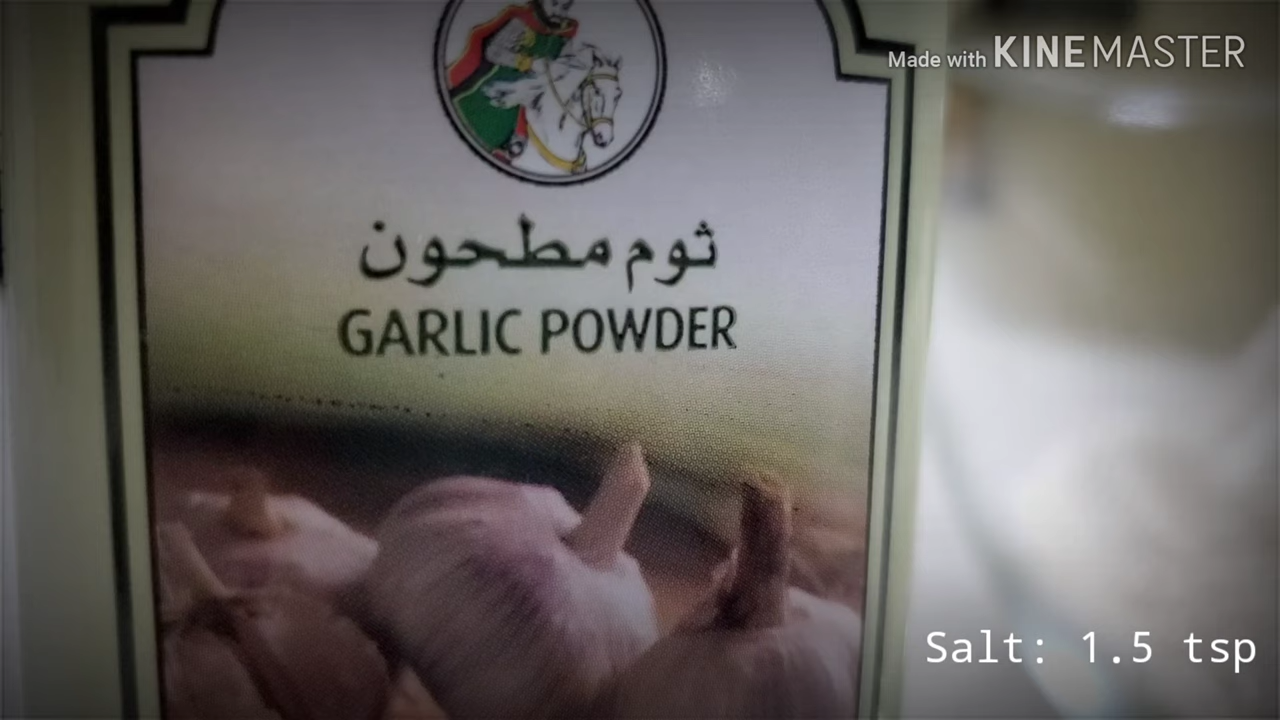 Made with KINEMASTER
ثوم مطحون
GARLIC POWDER
Salt: 1.5 tsp